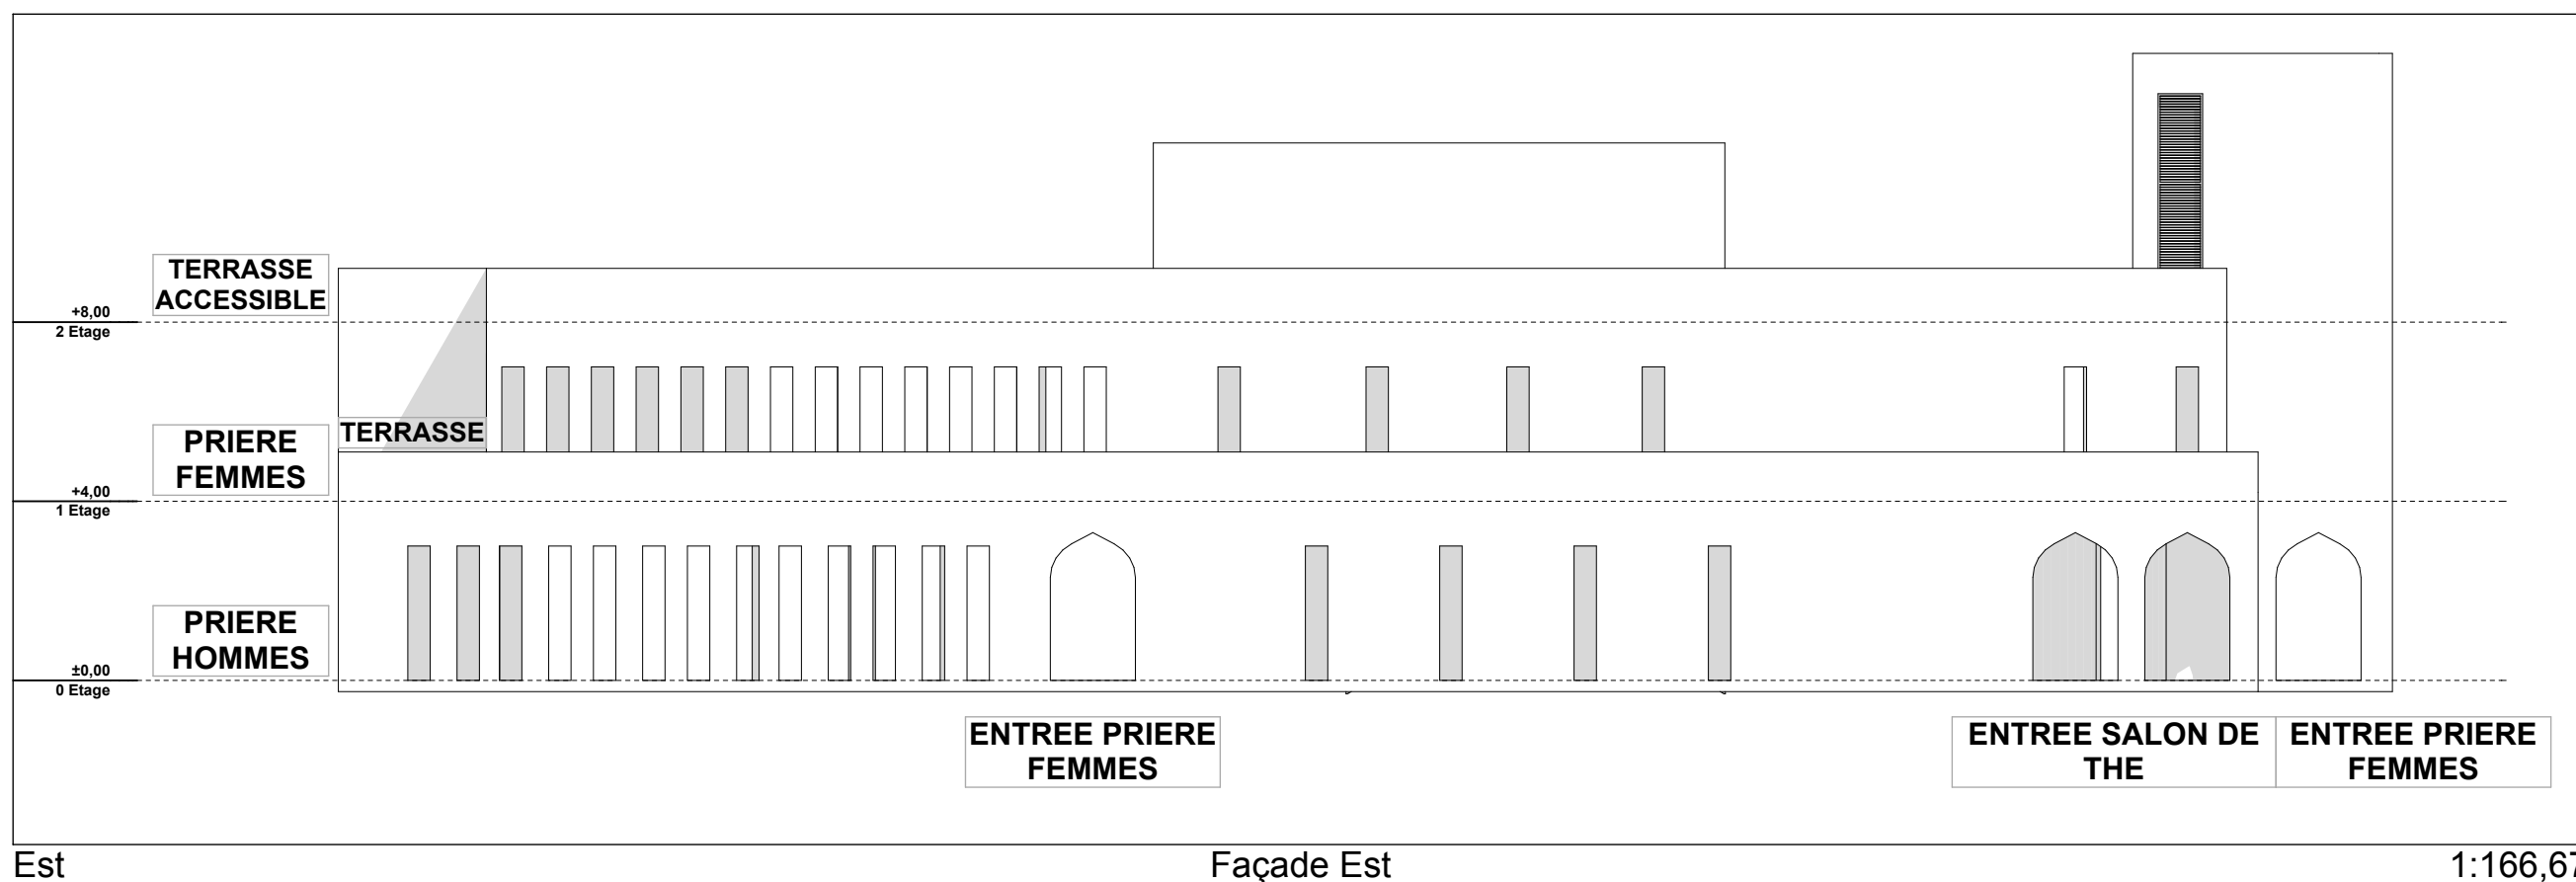 TERRASSE
ACCESSIBLE
+8,00
2 Etage
TERRASSE
PRIERE
FEMMES
+4,00
1 Etage
PRIERE
HOMMES
±0,00
0 Etage
ENTREE PRIERE
FEMMES
ENTREE SALON DE
THE
ENTREE PRIERE
FEMMES
Est
Façade Est
1:166,67